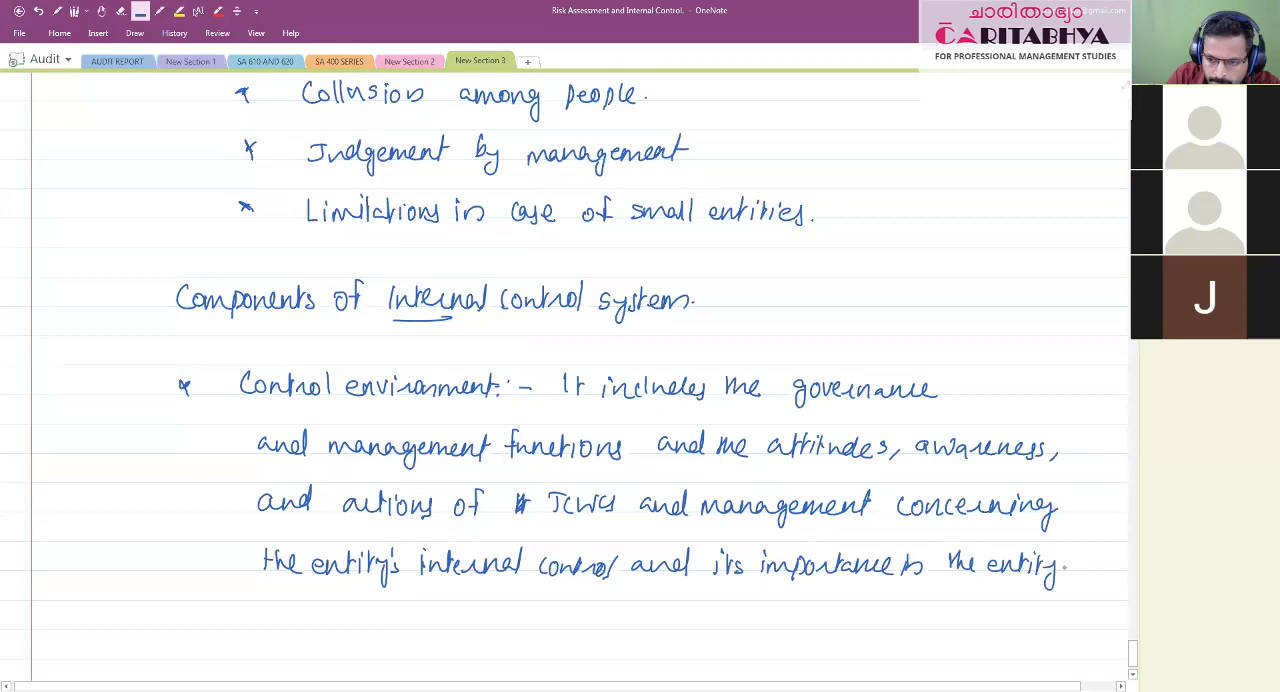 Risk Assessment and Internal Control. - OneNote
@gmail.com
ചാരിതാഭ്യാ
CARITABHYA
FOR PROFESSIONAL MANAGEMENT STUDIES
File Home Insert Draw History Review View Help
Audit AUDIT REPORT New Section 1 SA 610 AND 620 SA 400 SERIES New Section 2 New Section 3 +
* Collusion among people.
* Judgement by management
* Limitations in case of small entities.
Components of Internal control system.
* Control environment:- It includes the governance
and management functions and the attitudes, awareness,
and actions of TCWG and management concerning
the entity's internal control and its importance to the entity.
J